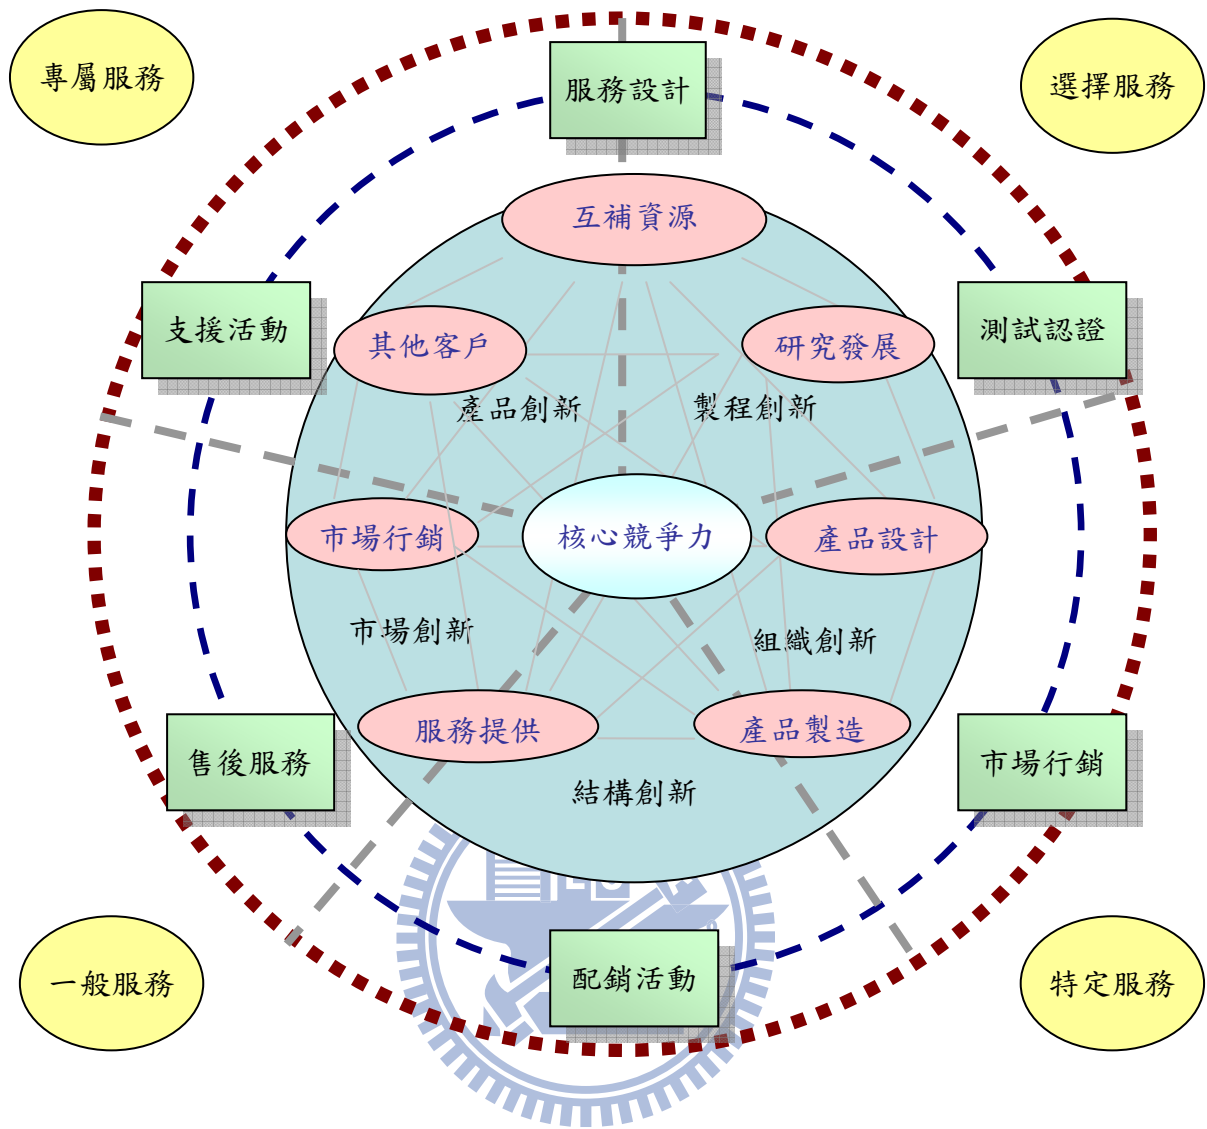 專屬服務
服務設計
選擇服務
互補資源
支援活動
其他客戶
研究發展
測試認證
產品創新
製程創新
市場行銷
核心競爭力
產品設計
市場創新
組織創新
服務提供
產品製造
售後服務
市場行銷
結構創新
一般服務
配銷活動
特定服務